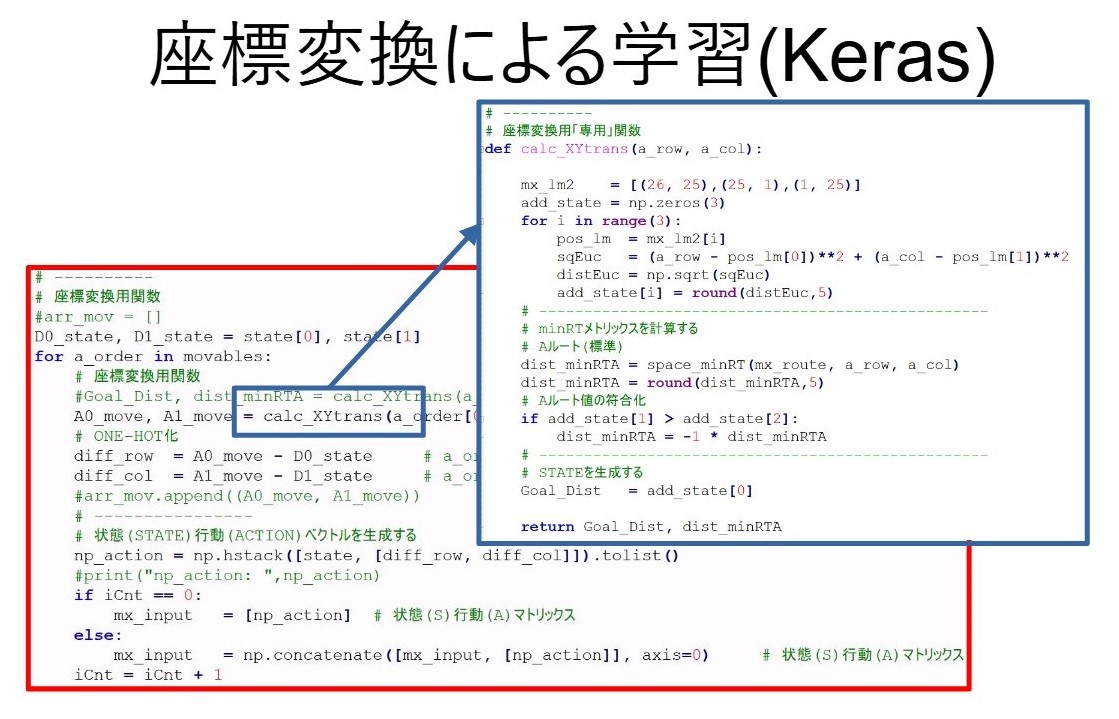 座標変換による学習(Keras)
# ----------
# 座標変換用「専用」関数
def calc_XYtrans(a_row, a_col):
mx_lm2    = [(26, 25),(25, 1),(1, 25)]
add_state = np.zeros(3)
for i in range(3):
pos_lm  = mx_lm2[i]
sqEuc   = (a_row - pos_lm[0])**2 + (a_col - pos_lm[1])**2
distEuc = np.sqrt(sqEuc)
add_state[i] = round(distEuc,5)
# ---------------------------------------------
# minRTメトリックスを計算する
# Aルート(標準)
dist_minRTA = space_minRT(mx_route, a_row, a_col)
dist_minRTA = round(dist_minRTA,5)
# Aルート値の符合化
if add_state[1] > add_state[2]:
dist_minRTA = -1 * dist_minRTA
# ---------------------------------------------
# STATEを生成する
Goal_Dist   = add_state[0]
return Goal_Dist, dist_minRTA
# ----------
# 座標変換用関数
#arr_mov = []
D0_state, D1_state = state[0], state[1]
for a_order in movables:
# 座標変換用関数
#Goal_Dist, dist_minRTA = calc_XYtrans(a_
A0_move, A1_move = calc_XYtrans(a_order[0
# ONE-HOT化
diff_row  = A0_move - D0_state     # a_or
diff_col  = A1_move - D1_state     # a_or
#arr_mov.append((A0_move, A1_move))
# ----------------
# 状態(STATE)行動(ACTION)ベクトルを生成する
np_action = np.hstack([state, [diff_row, diff_col]]).tolist()
#print("np_action: ",np_action)
if iCnt == 0:
mx_input   = [np_action]  # 状態(S)行動(A)マトリックス
else:
mx_input   = np.concatenate([mx_input, [np_action]], axis=0)     # 状態(S)行動(A)マトリックス
iCnt = iCnt + 1